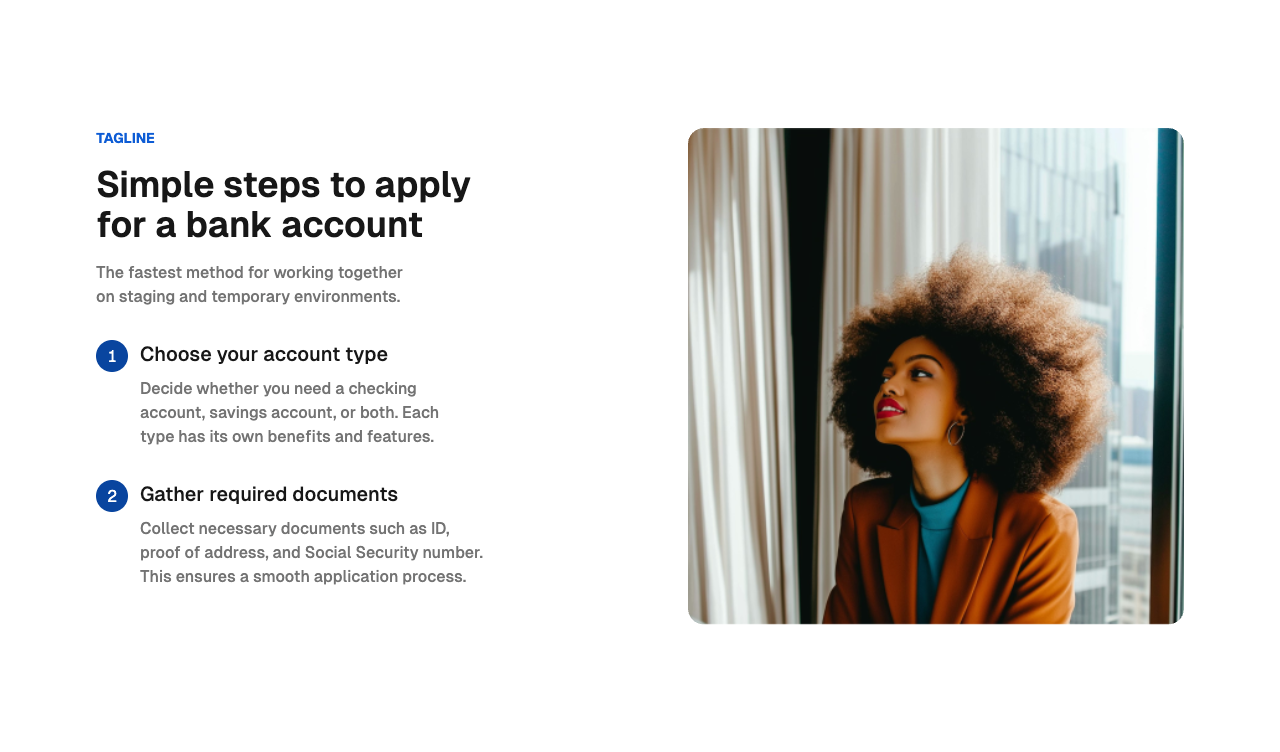 TAGLINE
Simple steps to apply
for a bank account
The fastest method for working together
on staging and temporary environments.
1
Choose your account type
Decide whether you need a checking
account, savings account, or both. Each
type has its own benefits and features.
2
Gather required documents
Collect necessary documents such as ID,
proof of address, and Social Security number.
This ensures a smooth application process.